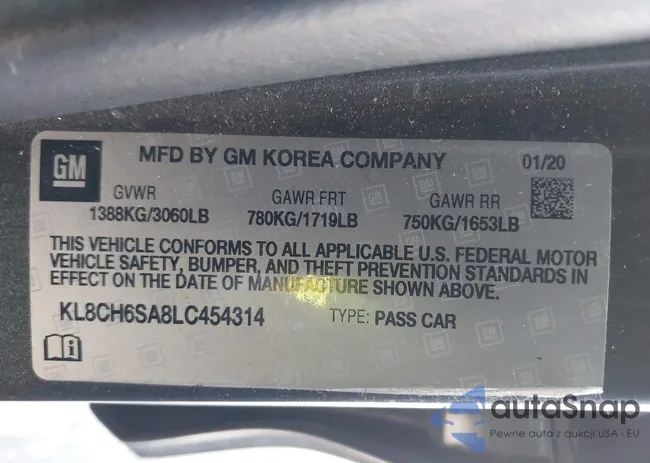 GM
MFD BY GM KOREA COMPANY 01/20
GVWR GAWR FRT GAWR RR
1388KG/3060LB 780KG/1719LB 750KG/1653LB
THIS VEHICLE CONFORMS TO ALL APPLICABLE U.S. FEDERAL MOTOR
VEHICLE SAFETY, BUMPER, AND THEFT PREVENTION STANDARDS IN
EFFECT ON THE DATE OF MANUFACTURE SHOWN ABOVE.
KL8CH6SA8LC454314 TYPE: PASS CAR
autaSnap
Pewne auta z aukcji USA i EU